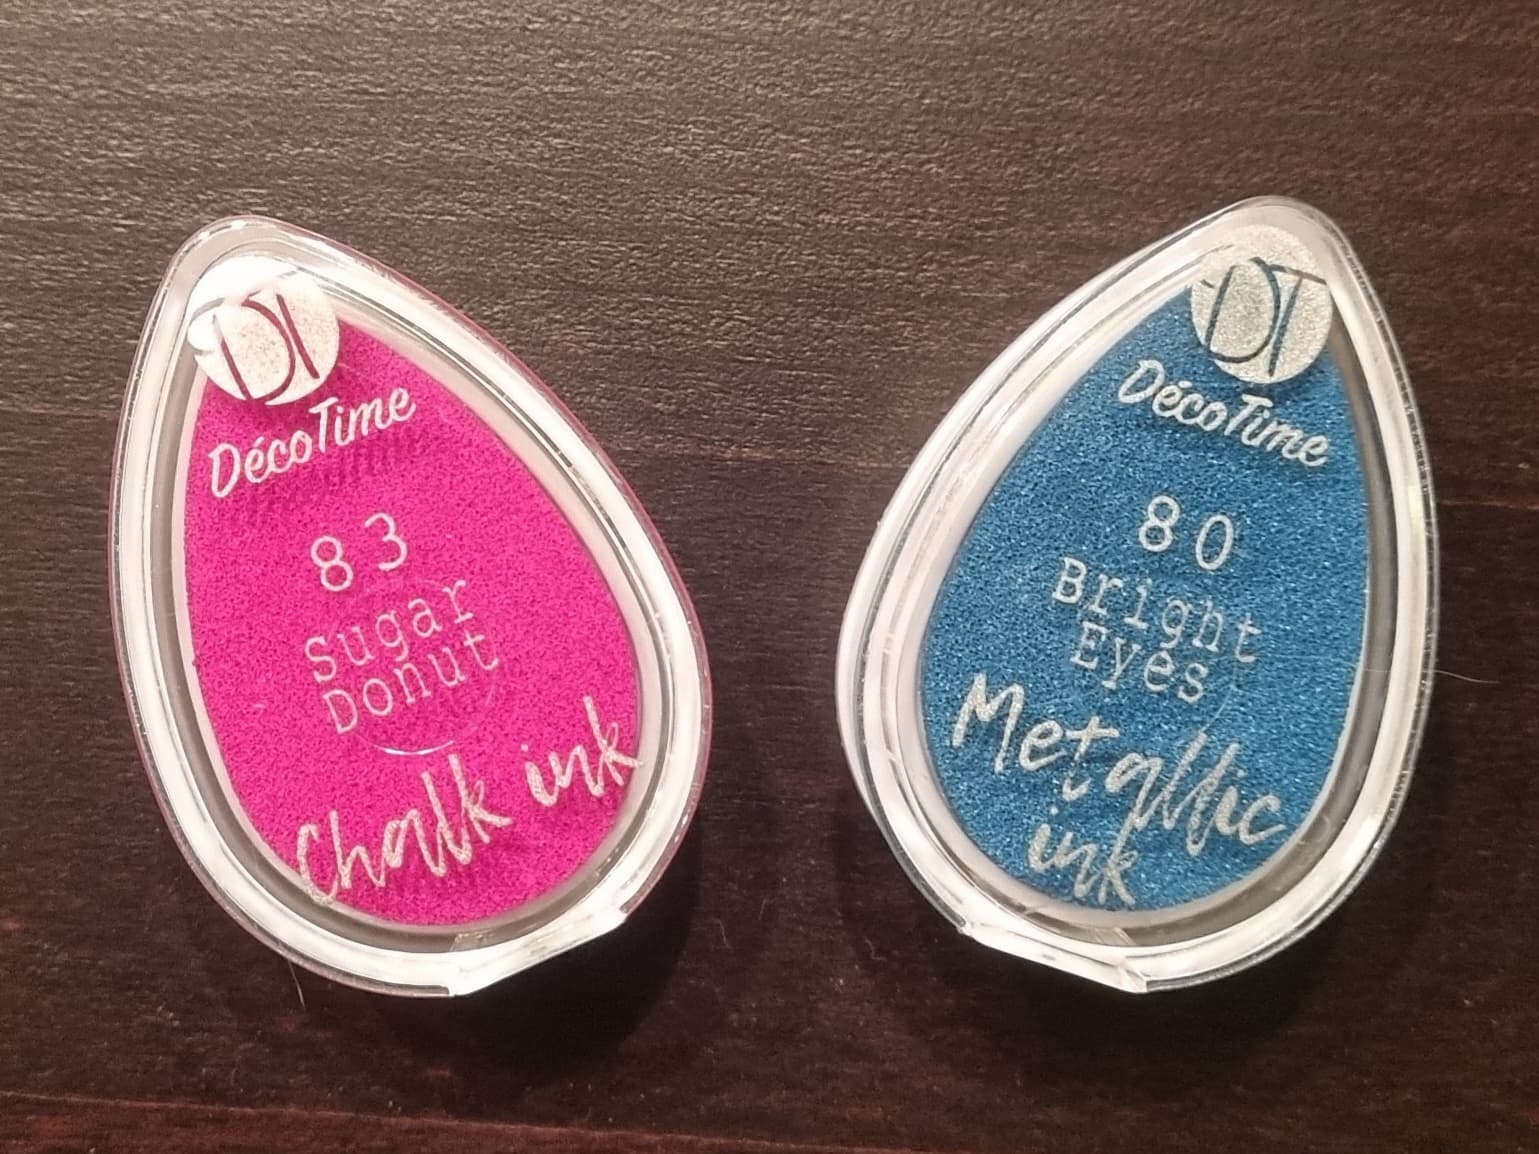 DT
DécoTime
83
Sugar
Donut
Chalk ink
DT
DécoTime
80
Bright
Eyes
Metallic
ink